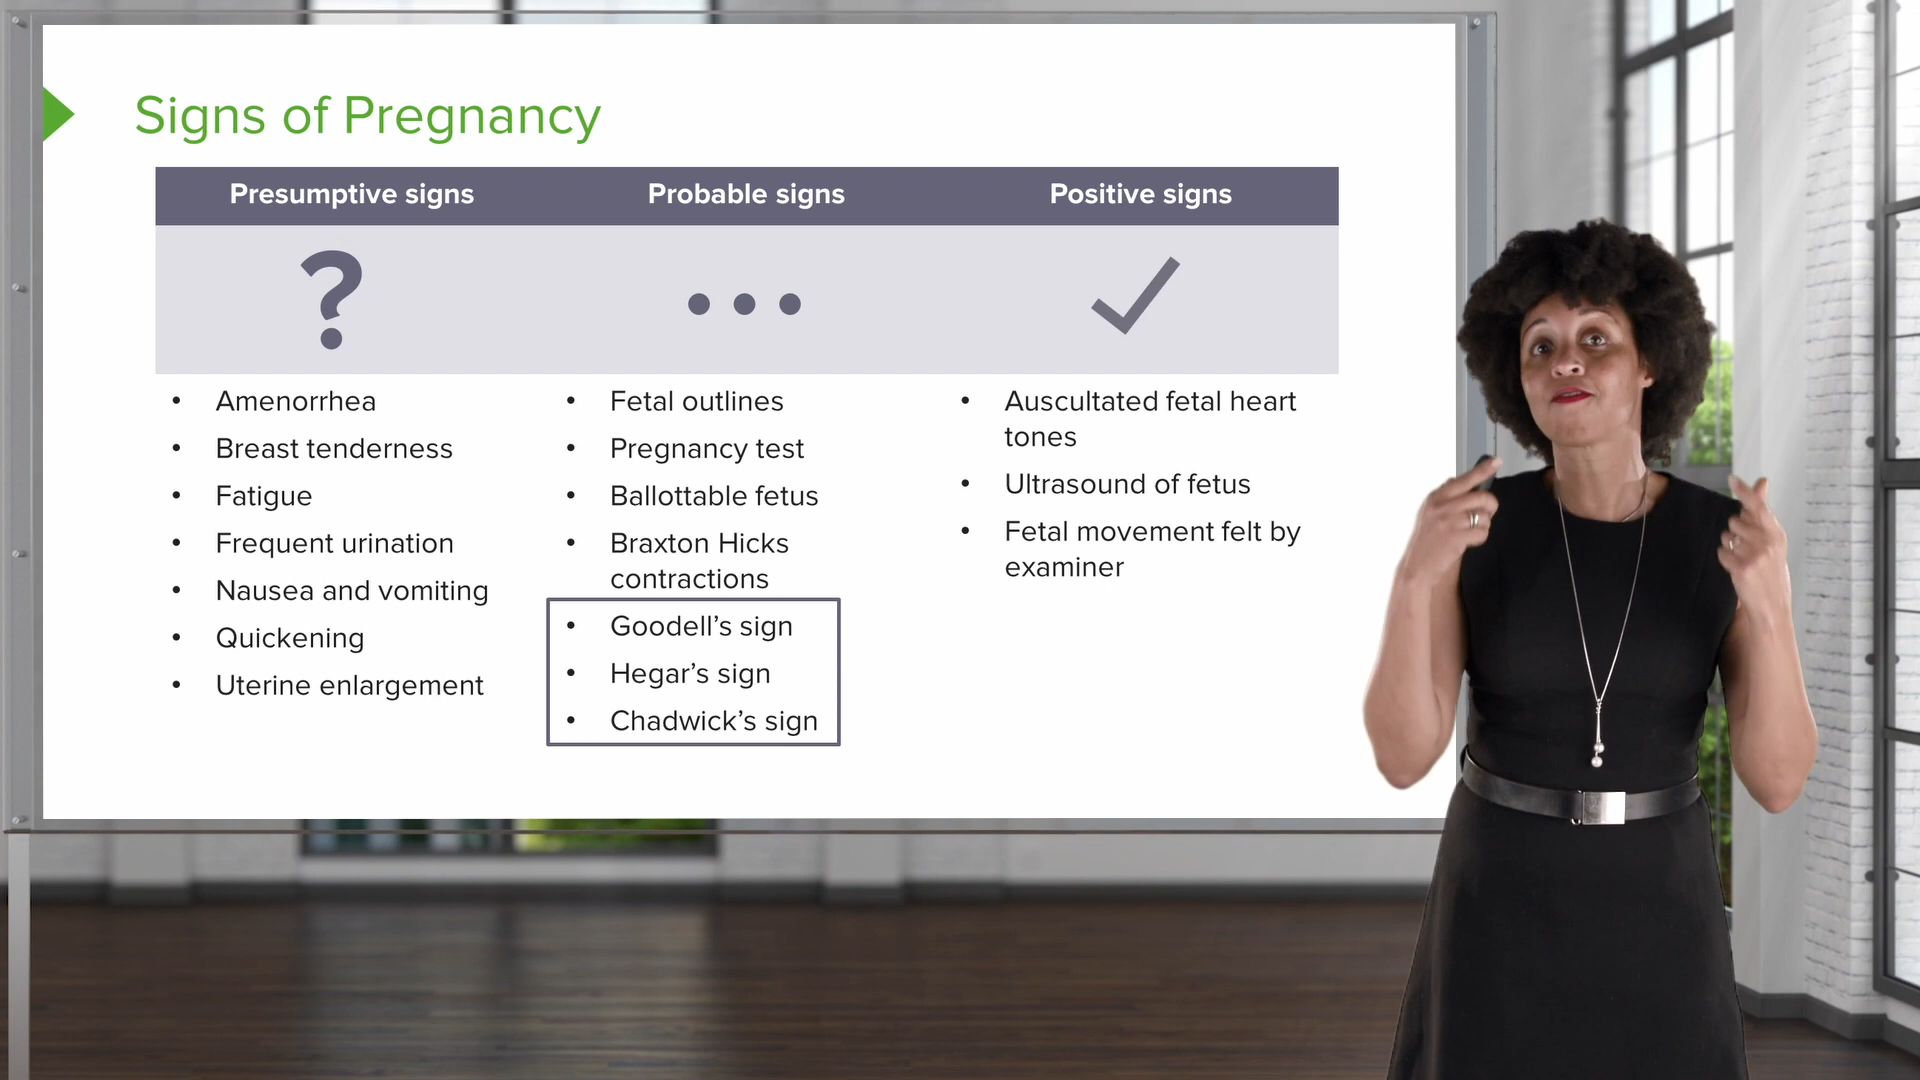 Signs of Pregnancy
Presumptive signs
Probable signs
Positive signs
?
• Amenorrhea
• Breast tenderness
• Fatigue
• Frequent urination
• Nausea and vomiting
• Quickening
• Uterine enlargement
• Fetal outlines
• Pregnancy test
• Ballottable fetus
• Braxton Hicks
contractions
• Goodell’s sign
• Hegar’s sign
• Chadwick’s sign
• Auscultated fetal heart
tones
• Ultrasound of fetus
• Fetal movement felt by
examiner